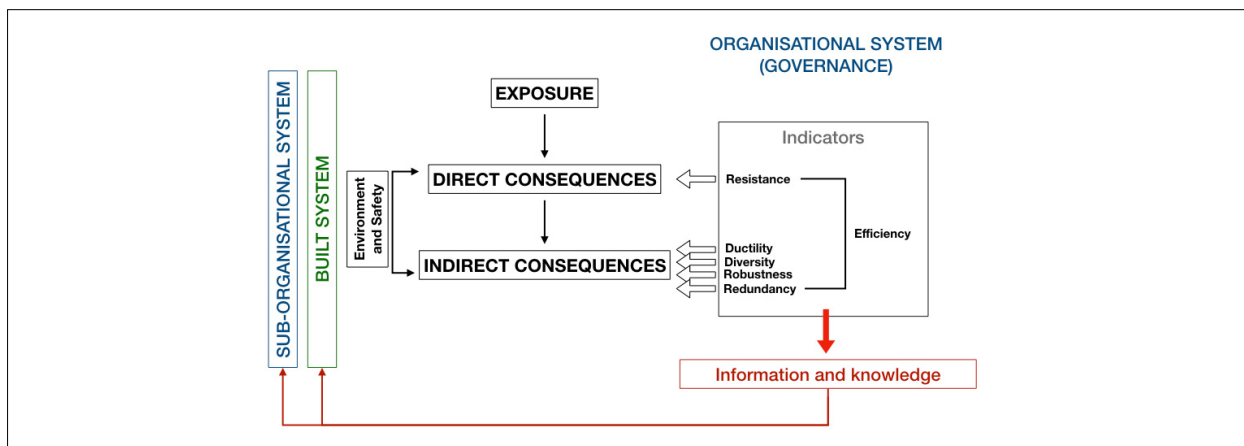 ORGANISATIONAL SYSTEM
(GOVERNANCE)
SUB-ORGANISATIONAL SYSTEM
BUILT SYSTEM
Environment
and Safety
EXPOSURE
DIRECT CONSEQUENCES
INDIRECT CONSEQUENCES
Indicators
Resistance
Efficiency
Ductility
Diversity
Robustness
Redundancy
Information and knowledge